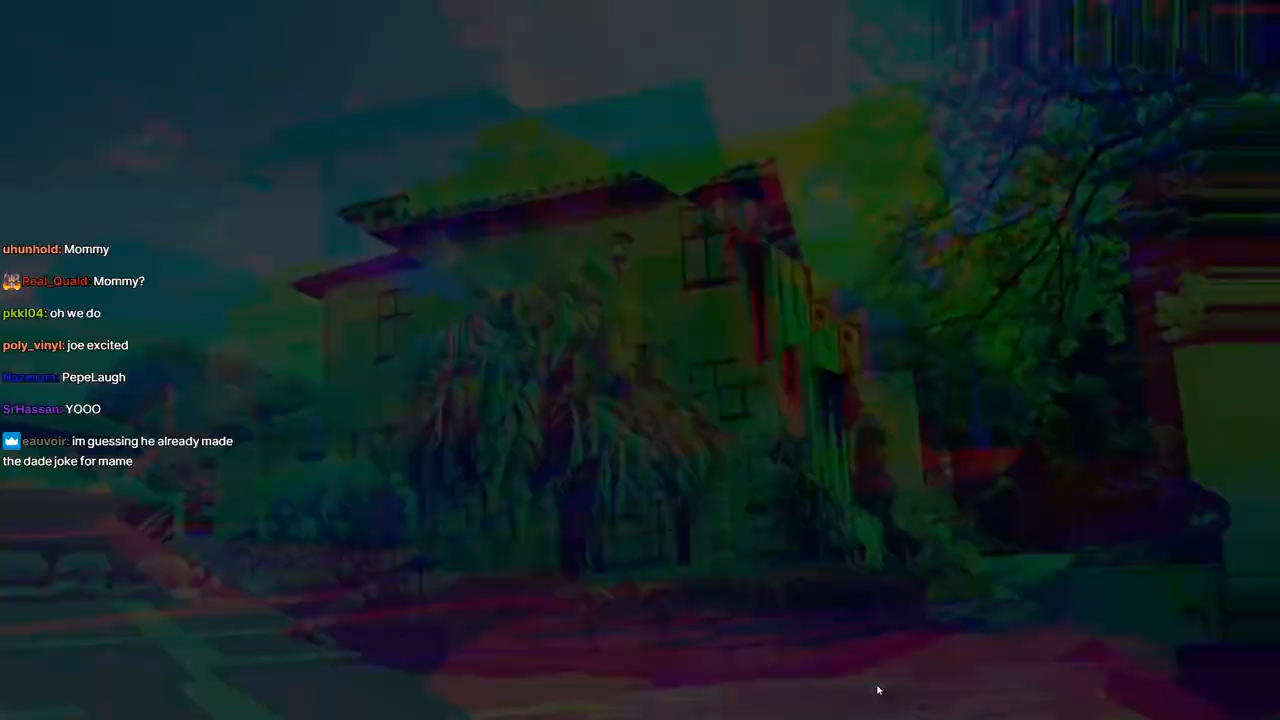 uhunhold: Mommy
Real_Quaid: Mommy?
pkkl04: oh we do
poly_vinyl: joe excited
PepeLaugh
SrHassan: YOOO
eauvoir: im guessing he already made
the dade joke for mame